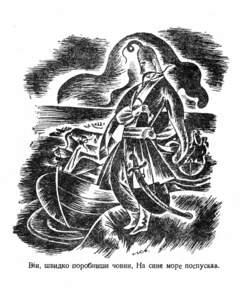 Він, швидко поробивши човни, На синє море поспускав.